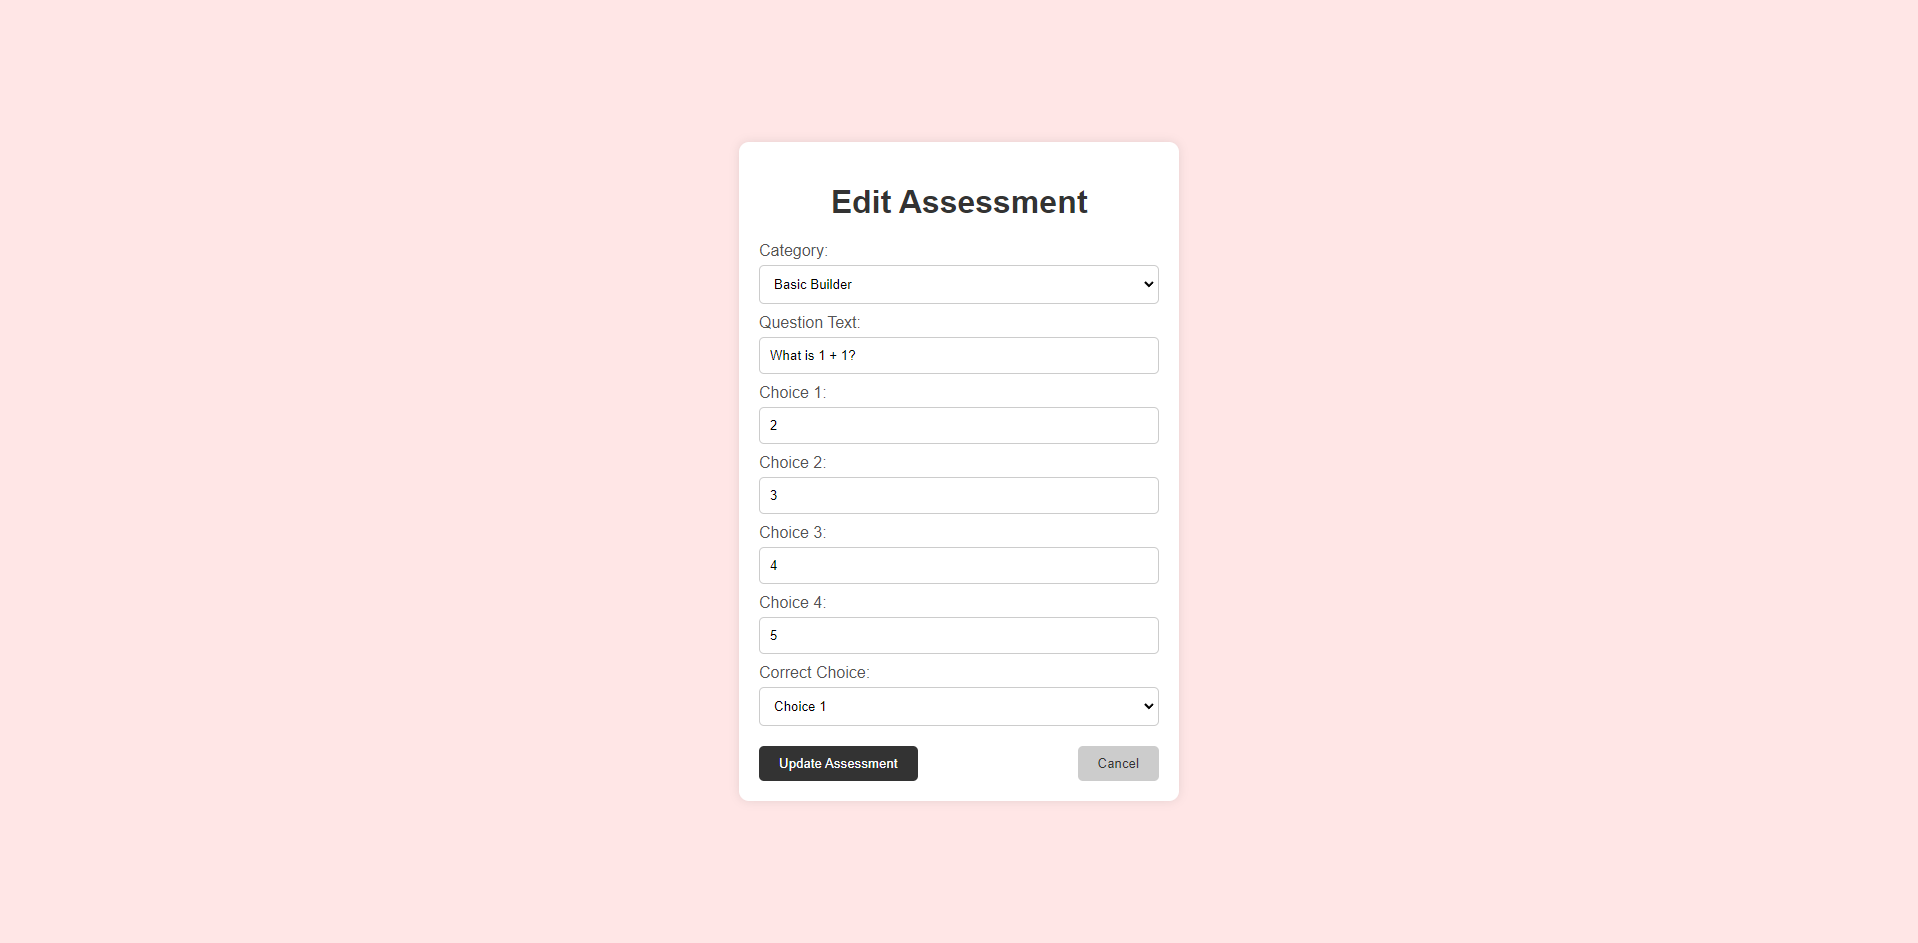 Edit Assessment
Category:
Basic Builder
Question Text:
What is 1 + 1?
Choice 1:
2
Choice 2:
3
Choice 3:
4
Choice 4:
5
Correct Choice:
Choice 1
Update Assessment
Cancel